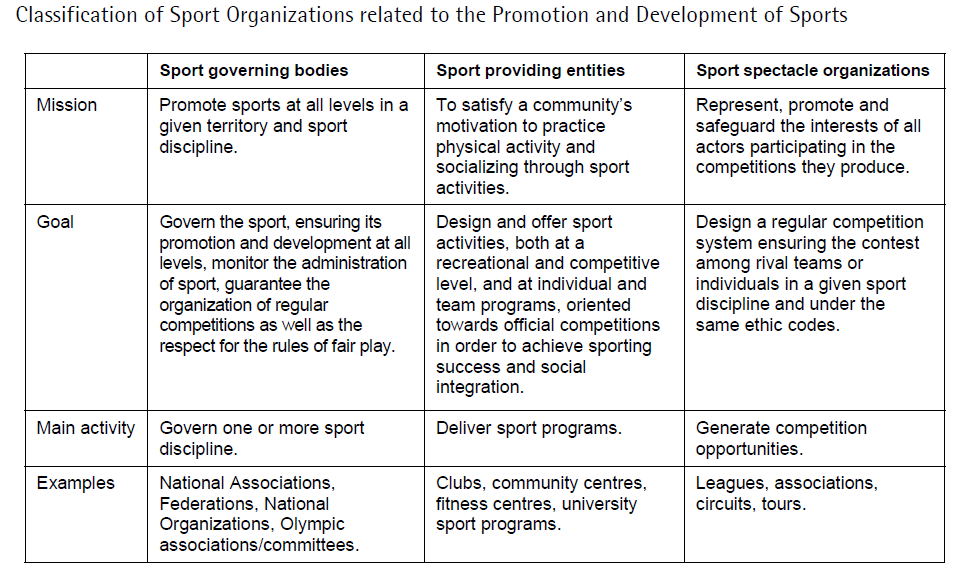 Classification of Sport Organizations related to the Promotion and Development of Sports
Sport governing bodies
Sport providing entities
Sport spectacle organizations
Mission
Promote sports at all levels in a
given territory and sport
discipline.
To satisfy a community's
motivation to practice
physical activity and
socializing through sport
activities.
Represent, promote and
safeguard the interests of all
actors participating in the
competitions they produce.
Goal
Govern the sport, ensuring its
promotion and development at all
levels, monitor the administration
of sport, guarantee the
organization of regular
competitions as well as the
respect for the rules of fair play.
Design and offer sport
activities, both at a
recreational and competitive
level, and at individual and
team programs, oriented
towards official competitions
in order to achieve sporting
success and social
integration.
Design a regular competition
system ensuring the contest
among rival teams or
individuals in a given sport
discipline and under the
same ethic codes.
Main activity
Govern one or more sport
discipline.
Deliver sport programs.
Generate competition
opportunities.
Examples
National Associations,
Federations, National
Organizations, Olympic
associations/committees.
Clubs, community centres,
fitness centres, university
sport programs.
Leagues, associations,
circuits, tours.